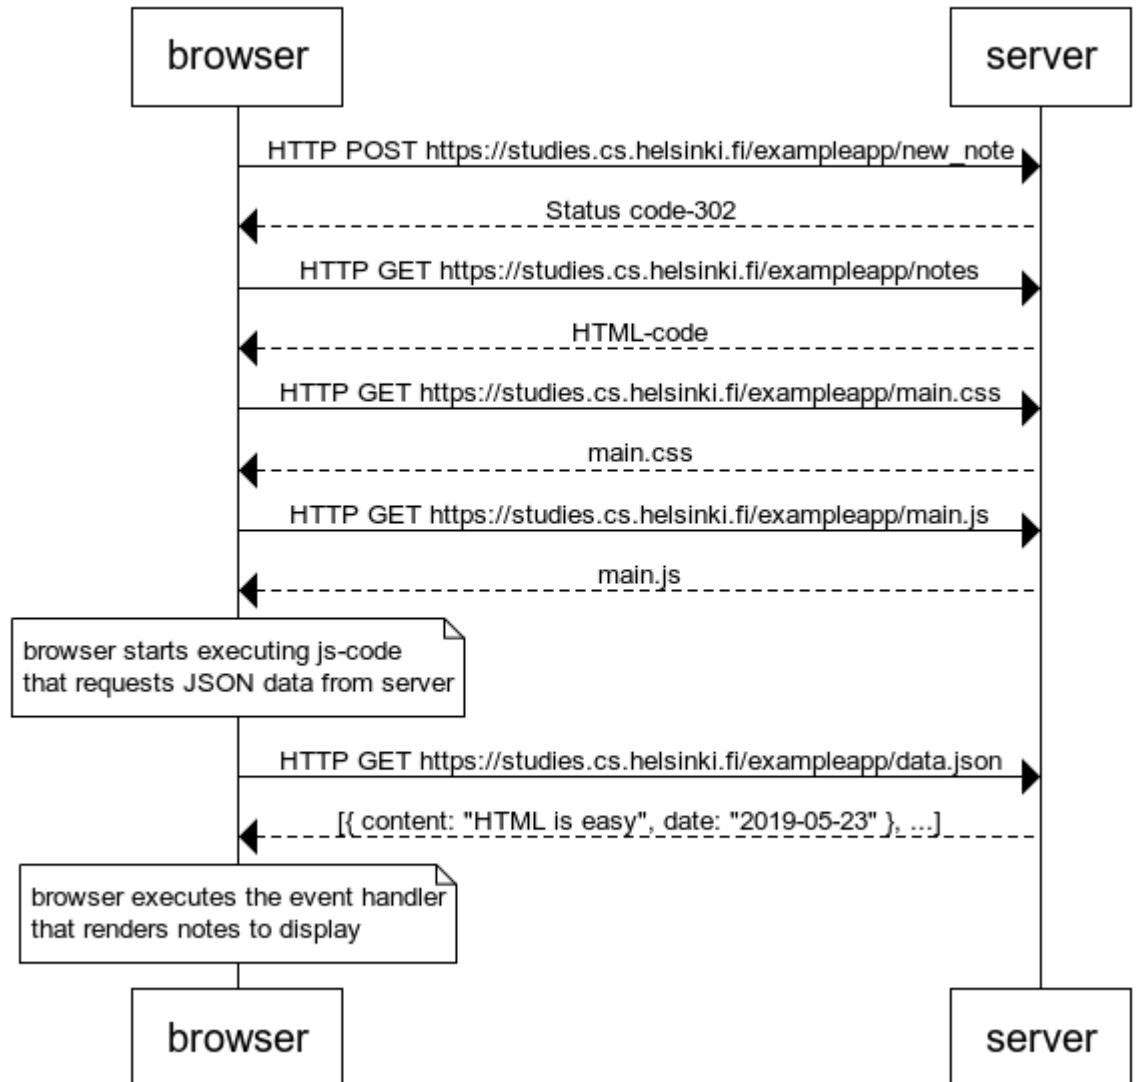 browser
server
HTTP POST https://studies.cs.helsinki.fi/exampleapp/new_note
Status code-302
HTTP GET https://studies.cs.helsinki.fi/exampleapp/notes
HTML-code
HTTP GET https://studies.cs.helsinki.fi/exampleapp/main.css
main.css
HTTP GET https://studies.cs.helsinki.fi/exampleapp/main.js
main.js
browser starts executing js-code
that requests JSON data from server
HTTP GET https://studies.cs.helsinki.fi/exampleapp/data.json
[{ content: "HTML is easy", date: "2019-05-23" }, ...]
browser executes the event handler
that renders notes to display
browser
server